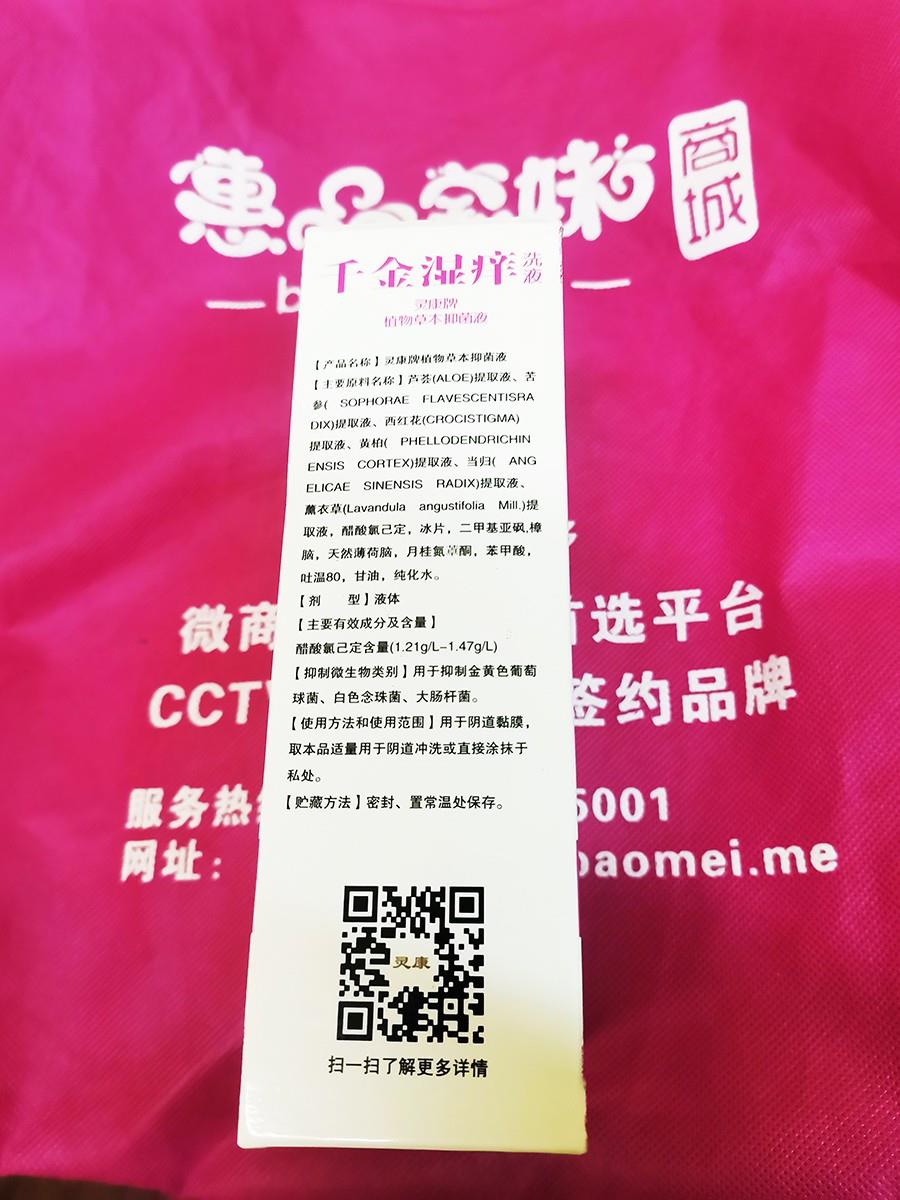 惠品宝妹
商城
千金湿痒洗液
灵康牌
植物草本抑菌液
【产品名称】灵康牌植物草本抑菌液
【主要原料名称】芦荟(ALOE)提取液、苦
参( SOPHORAE FLAVESCENTISRA
DIX)提取液、西红花(CROCISTIGMA)
提取液、黄柏( PHELLODENDRICHIN
ENSIS CORTEX)提取液、当归( ANG
ELICAE SINENSIS RADIX)提取液、
薰衣草(Lavandula angustifolia Mill.)提
取液，醋酸氯己定，冰片，二甲基亚砜,樟
脑，天然薄荷脑，月桂氮䓬酮，苯甲酸，
吐温80，甘油，纯化水。
【剂 型】液体
【主要有效成分及含量】
醋酸氯己定含量(1.21g/L-1.47g/L)
【抑制微生物类别】用于抑制金黄色葡萄
球菌、白色念珠菌、大肠杆菌。
【使用方法和使用范围】用于阴道黏膜，
取本品适量用于阴道冲洗或直接涂抹于
私处。
【贮藏方法】密封、置常温处保存。
灵康
扫一扫了解更多详情
微商 首选平台
CCTV 签约品牌
服务热线 5001
网址： baomei.me